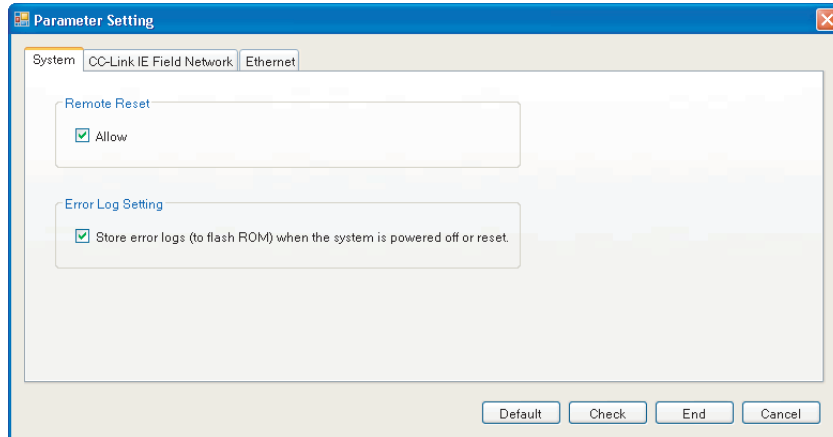 Parameter Setting
System CC-Link IE Field Network Ethernet
Remote Reset
Allow
Error Log Setting
Store error logs (to flash ROM) when the system is powered off or reset.
Default Check End Cancel